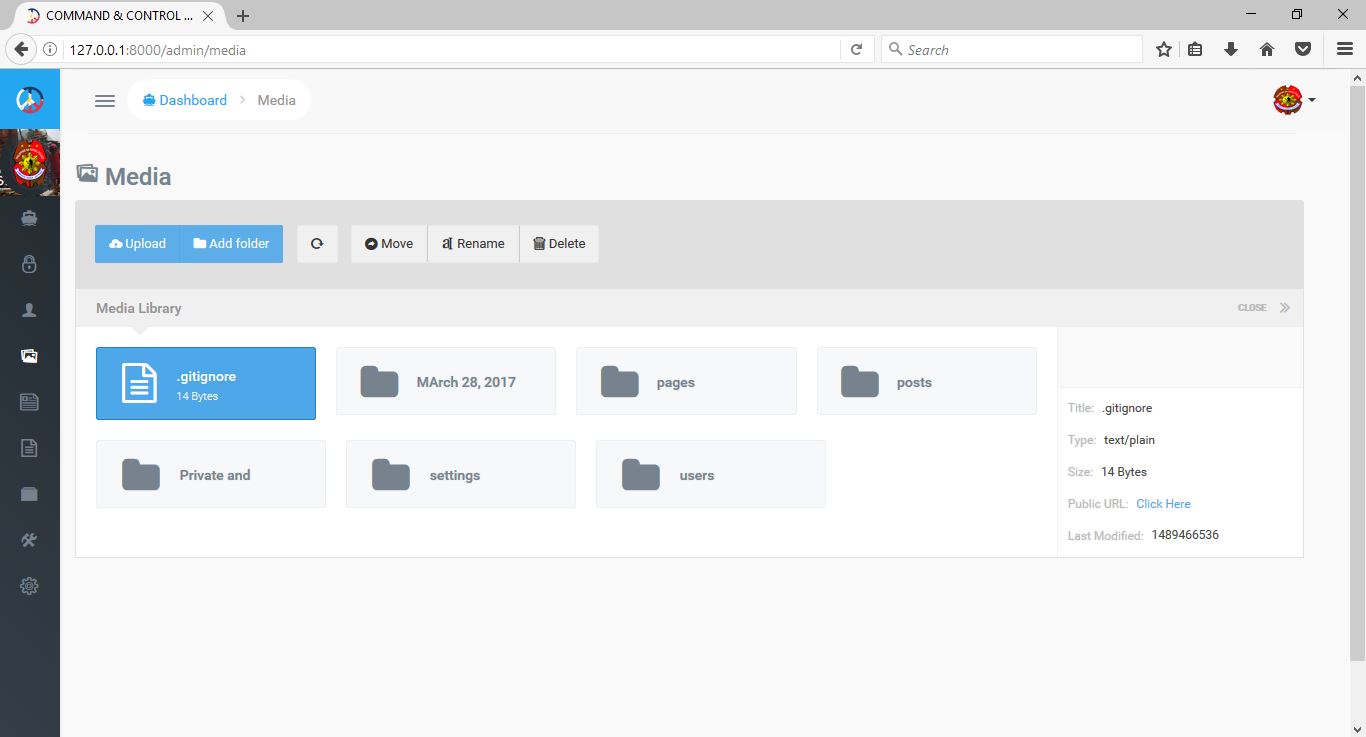 COMMAND & CONTROL ...
127.0.0.1:8000/admin/media
Search
Dashboard
Media
Media
Upload
Add folder
Move
Rename
Delete
Media Library
CLOSE
.gitignore
14 Bytes
MArch 28, 2017
pages
posts
Private and
settings
users
Title: .gitignore
Type: text/plain
Size: 14 Bytes
Public URL: Click Here
Last Modified: 1489466536